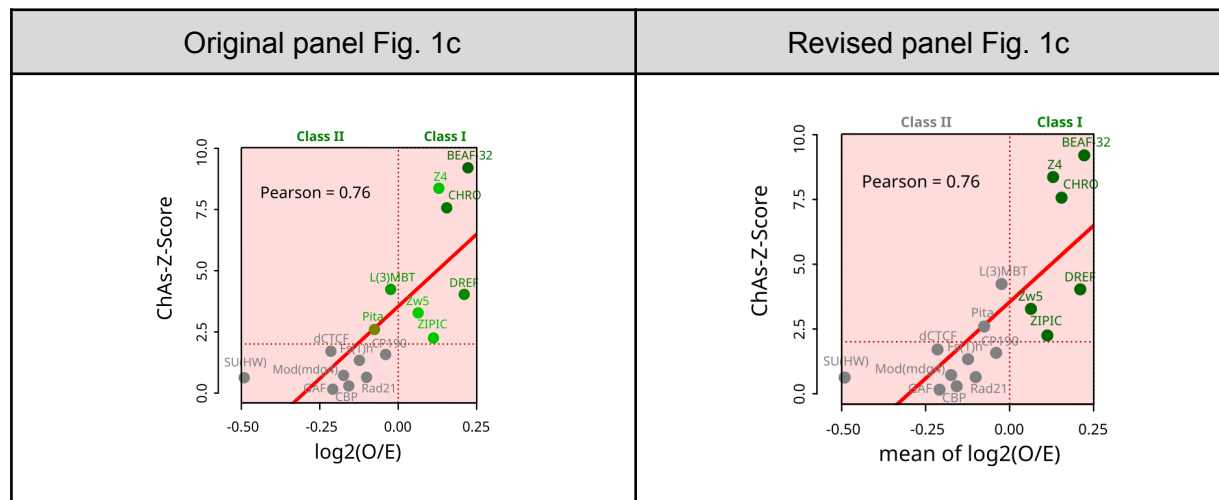 Original panel Fig. 1c
Revised panel Fig. 1c
Class II
Class I
10.0
7.5
5.0
2.5
0.0
ChAs-Z-Score
Pearson = 0.76
BEAF-32
Z4
CHRO
L(3)MBT
DREF
Zw5
Pita
ZIPIC
dCTCF
Fs(1)h
CP190
SU(HW)
Mod(mdg4)
GAF
CBP
Rad21
-0.50
-0.25
0.00
0.25
log2(O/E)
Class II
Class I
10.0
7.5
5.0
2.5
0.0
ChAs-Z-Score
Pearson = 0.76
BEAF-32
Z4
CHRO
L(3)MBT
DREF
Zw5
Pita
ZIPIC
dCTCF
Fs(1)h
CP190
SU(HW)
Mod(mdg4)
GAF
CBP
Rad21
-0.50
-0.25
0.00
0.25
mean of log2(O/E)